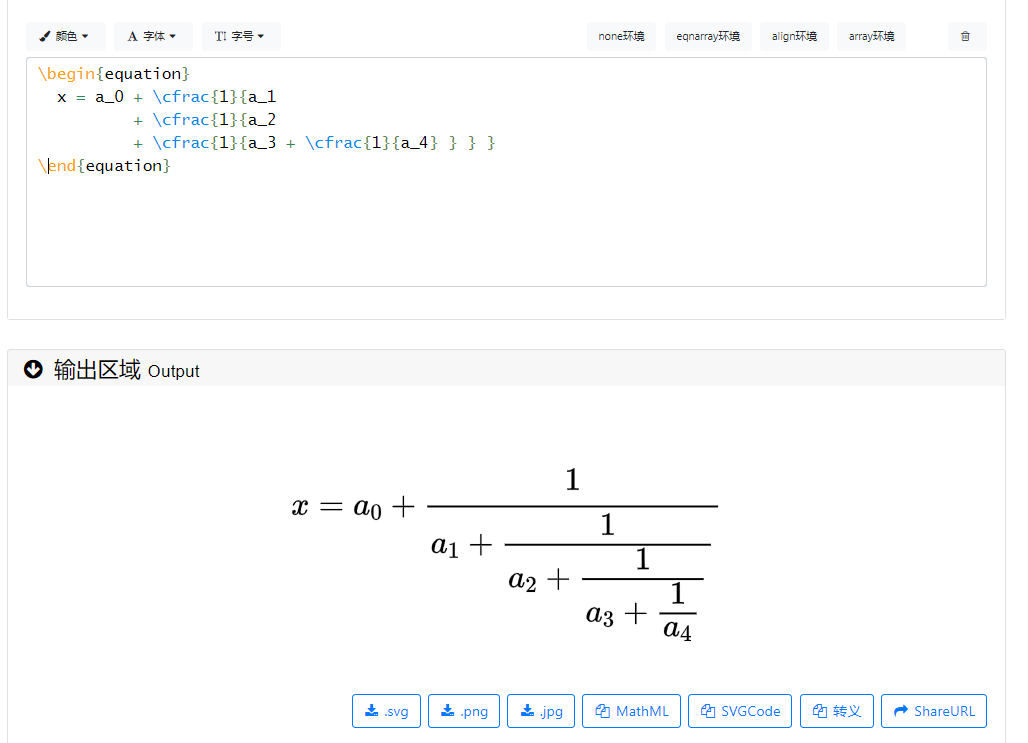 颜色 A 字体 TI 字号 none环境 eqnarray环境 align环境 array环境
\begin{equation}
  x = a_0 + \cfrac{1}{a_1
          + \cfrac{1}{a_2
          + \cfrac{1}{a_3 + \cfrac{1}{a_4} } } }
\end{equation}
输出区域 Output
x = a_0 + \cfrac{1}{a_1 + \cfrac{1}{a_2 + \cfrac{1}{a_3 + \cfrac{1}{a_4}}}}
.svg .png .jpg MathML SVGCode 转义 ShareURL